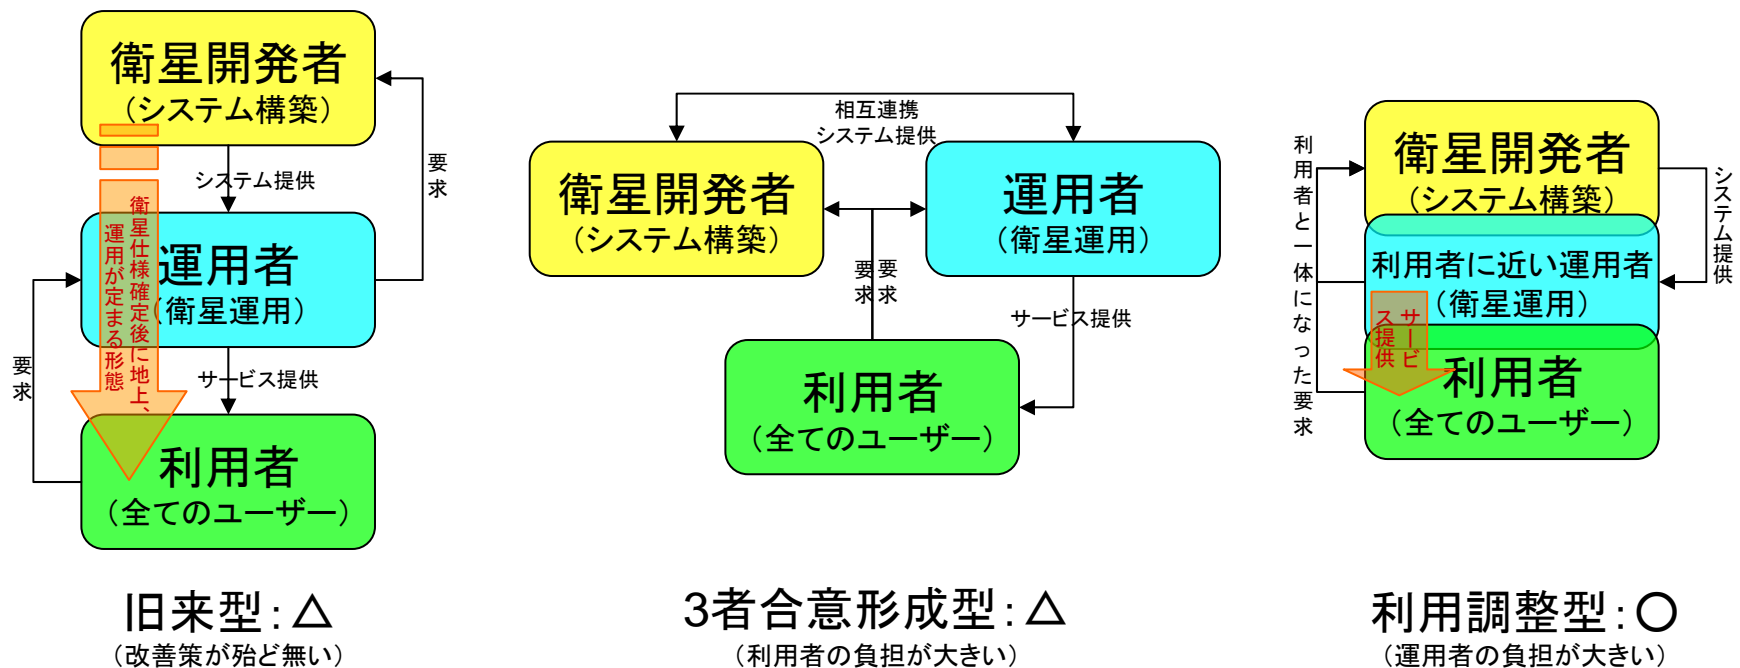 衛星開発者
（システム構築）
システム提供
要求
衛星仕様確定後に地上、
運用が定まる形態
運用者
（衛星運用）
要求
サービス提供
利用者
（全てのユーザー）
旧来型：△
（改善策が殆ど無い）
相互連携
システム提供
衛星開発者
（システム構築）
運用者
（衛星運用）
要求
要求
サービス提供
利用者
（全てのユーザー）
3者合意形成型：△
（利用者の負担が大きい）
利用者と一体になった要求
衛星開発者
（システム構築）
システム提供
利用者に近い運用者
（衛星運用）
サービ
ス提供
利用者
（全てのユーザー）
利用調整型：○
（運用者の負担が大きい）